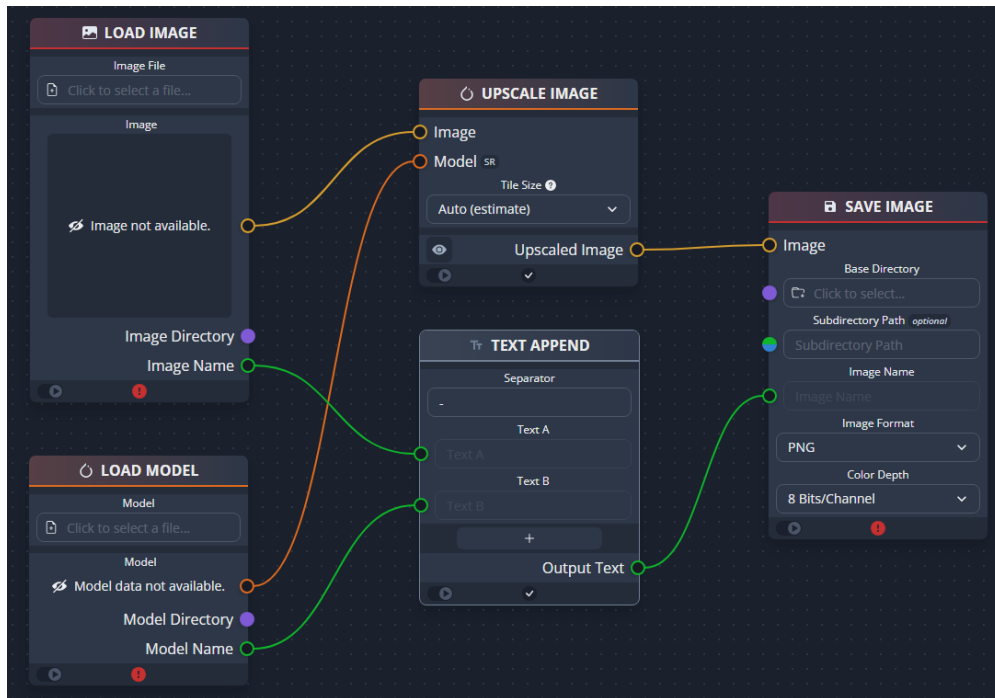 LOAD IMAGE
Image File
Click to select a file...
Image
Image not available.
Image Directory
Image Name
LOAD MODEL
Model
Click to select a file...
Model
Model data not available.
Model Directory
Model Name
UPSCALE IMAGE
Image
Model SR
Tile Size ?
Auto (estimate)
Upscaled Image
Tт TEXT APPEND
Separator
-
Text A
Text A
Text B
Text B
+
Output Text
SAVE IMAGE
Image
Base Directory
Click to select...
Subdirectory Path optional
Subdirectory Path
Image Name
Image Name
Image Format
PNG
Color Depth
8 Bits/Channel